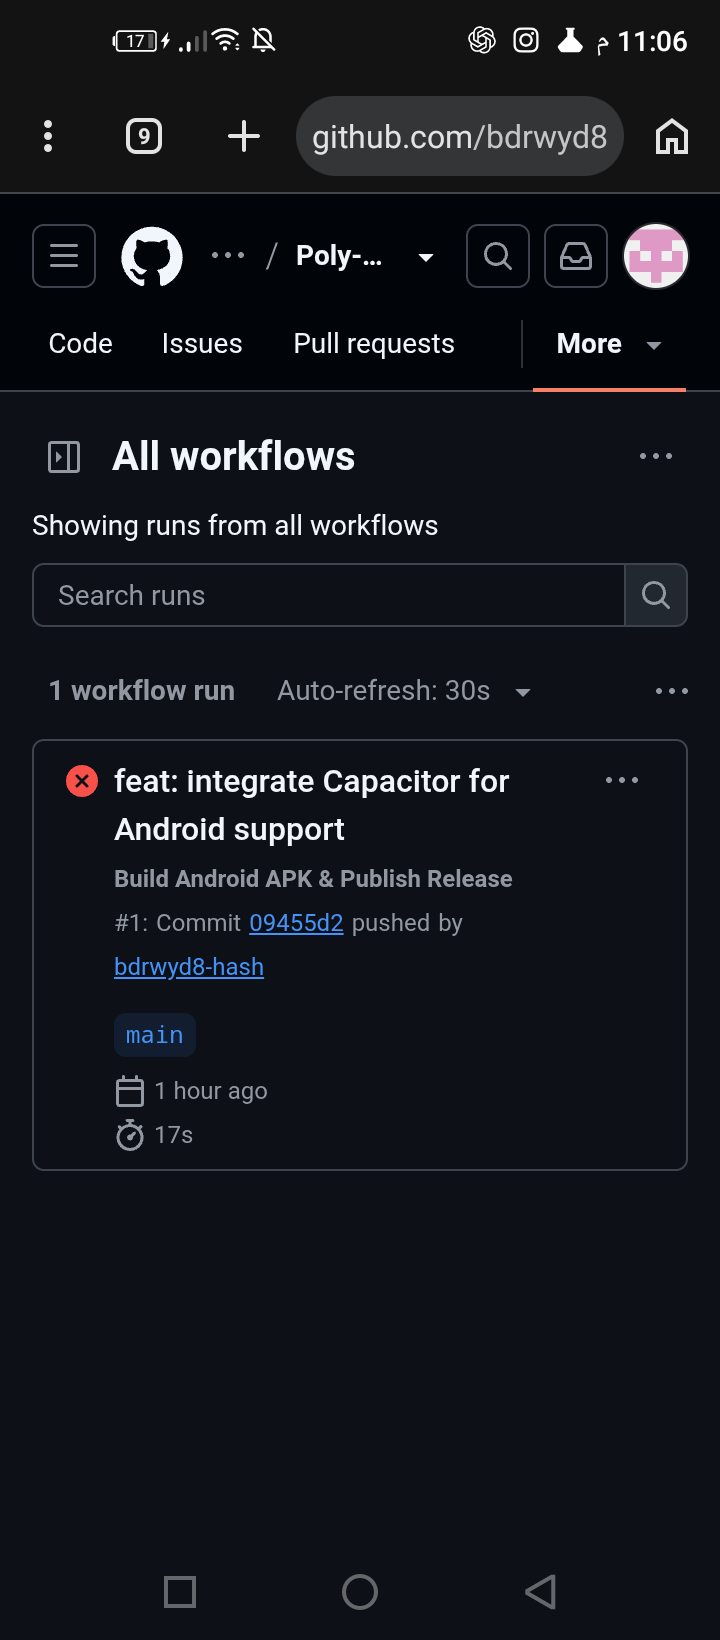 17
م 11:06
9
github.com/bdrwyd8
/ Poly-...
Code Issues Pull requests More
All workflows
Showing runs from all workflows
Search runs
1 workflow run Auto-refresh: 30s
feat: integrate Capacitor for
Android support
Build Android APK & Publish Release
#1: Commit 09455d2 pushed by
bdrwyd8-hash
main
1 hour ago
17s